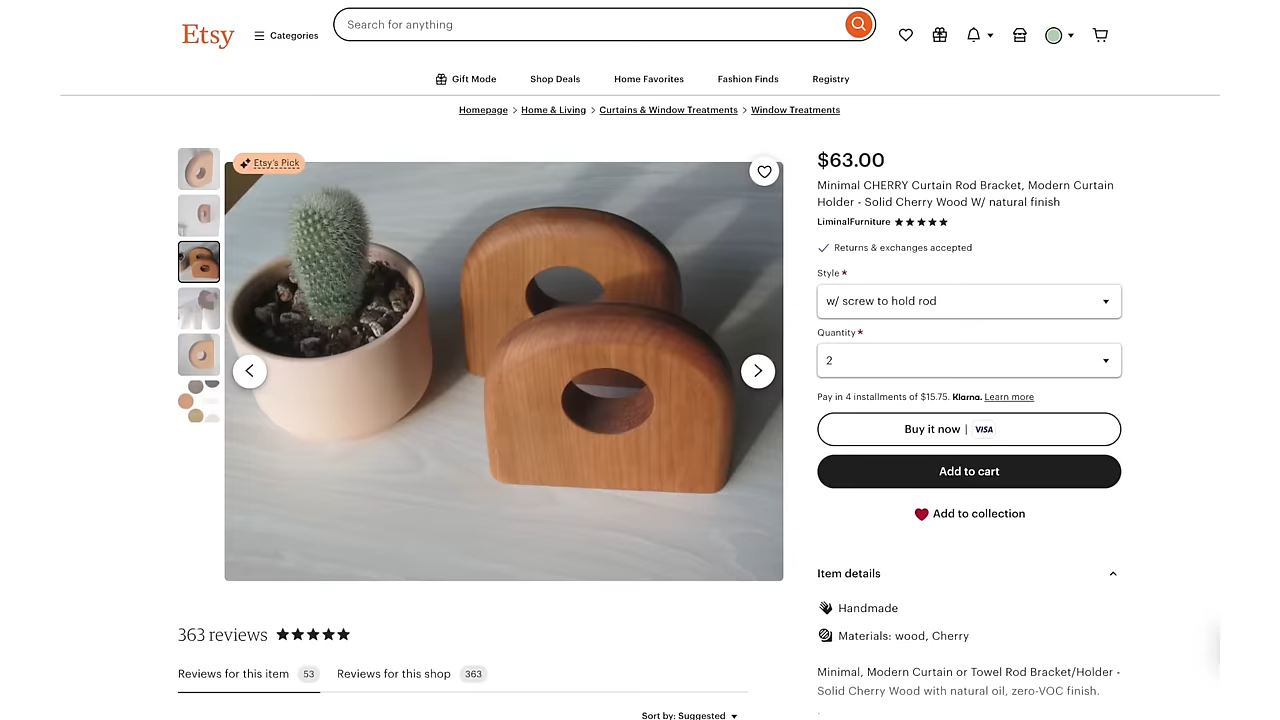 Etsy
Categories
Search for anything
Gift Mode
Shop Deals
Home Favorites
Fashion Finds
Registry
Homepage > Home & Living > Curtains & Window Treatments > Window Treatments
Etsy's Pick
$63.00
Minimal CHERRY Curtain Rod Bracket, Modern Curtain
Holder - Solid Cherry Wood W/ natural finish
LiminalFurniture ★★★★★
Returns & exchanges accepted
Style *
w/ screw to hold rod
Quantity *
2
Pay in 4 installments of $15.75. Klarna. Learn more
Buy it now | VISA
Add to cart
Add to collection
Item details
Handmade
Materials: wood, Cherry
Minimal, Modern Curtain or Towel Rod Bracket/Holder -
Solid Cherry Wood with natural oil, zero-VOC finish.
363 reviews ★★★★★
Reviews for this item 53
Reviews for this shop 363
Sort by: Suggested